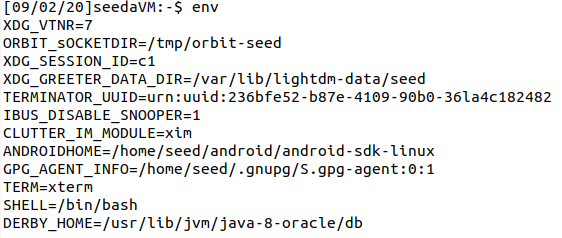 [09/02/20]seedaVM:-$ env
XDG_VTNR=7
ORBIT_sOCKETDIR=/tmp/orbit-seed
XDG_SESSION_ID=c1
XDG_GREETER_DATA_DIR=/var/lib/lightdm-data/seed
TERMINATOR_UUID=urn:uuid:236bfe52-b87e-4109-90b0-36la4c182482
IBUS_DISABLE_SNOOPER=1
CLUTTER_IM_MODULE=xim
ANDROIDHOME=/home/seed/android/android-sdk-linux
GPG_AGENT_INFO=/home/seed/.gnupg/S.gpg-agent:0:1
TERM=xterm
SHELL=/bin/bash
DERBY_HOME=/usr/lib/jvm/java-8-oracle/db